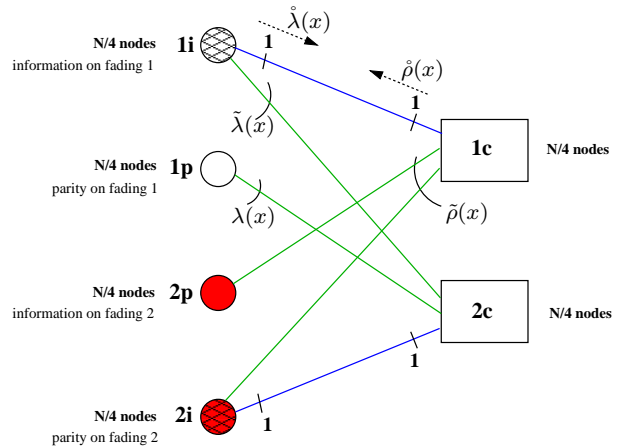 λ̊(x)
N/4 nodes
1i
1
information on fading 1
ρ̊(x)
1
λ̃(x)
1c
N/4 nodes
N/4 nodes
1p
parity on fading 1
λ(x)
ρ̃(x)
N/4 nodes
2p
information on fading 2
2c
N/4 nodes
1
N/4 nodes
2i
1
parity on fading 2